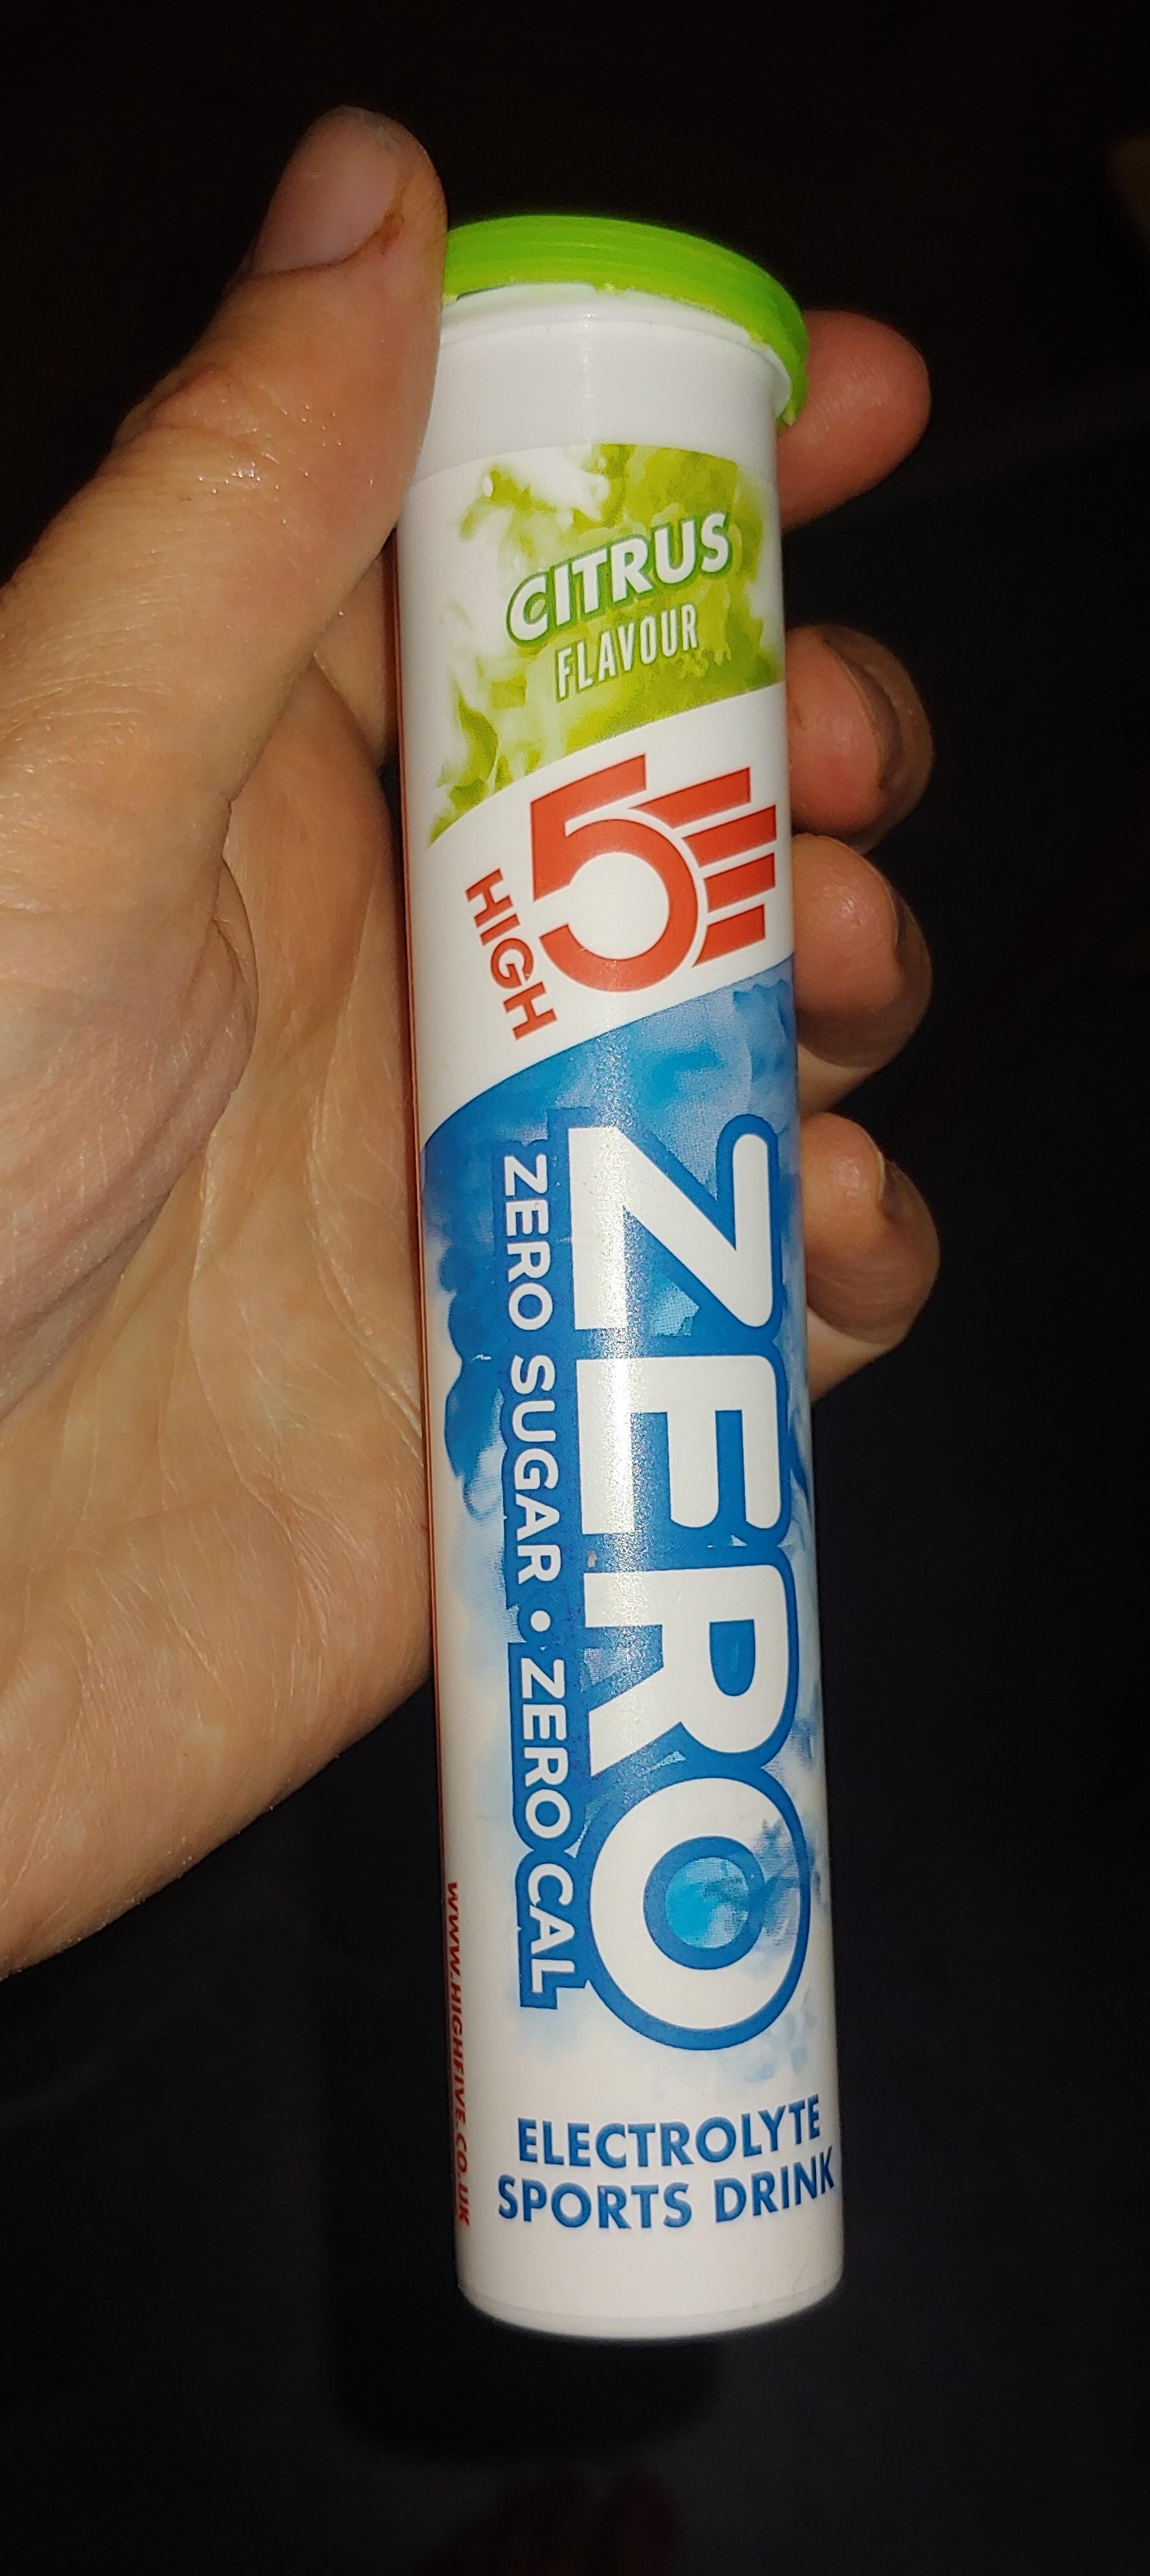 CITRUS
FLAVOUR
HIGH
5
ZERO
ZERO SUGAR • ZERO CAL
WWW.HIGHFIVE.CO.UK
ELECTROLYTE
SPORTS DRINK